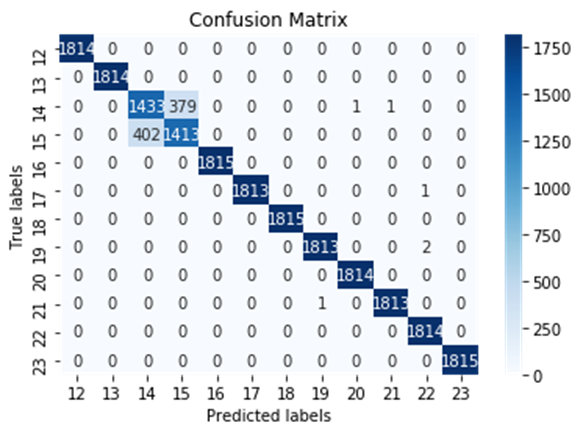 Confusion Matrix
12 1814 0 0 0 0 0 0 0 0 0 0 0
13 0 1814 0 0 0 0 0 0 0 0 0 0
14 0 0 1433 379 0 0 0 0 1 1 0 0
15 0 0 402 1413 0 0 0 0 0 0 0 0
16 0 0 0 0 1815 0 0 0 0 0 0 0
17 0 0 0 0 0 1813 0 0 0 0 1 0
18 0 0 0 0 0 0 1815 0 0 0 0 0
19 0 0 0 0 0 0 0 1813 0 0 2 0
20 0 0 0 0 0 0 0 0 1814 0 0 0
21 0 0 0 0 0 0 0 1 0 1813 0 0
22 0 0 0 0 0 0 0 0 0 0 1814 0
23 0 0 0 0 0 0 0 0 0 0 0 1815
12 13 14 15 16 17 18 19 20 21 22 23
Predicted labels
True labels
1750
1500
1250
1000
750
500
250
0